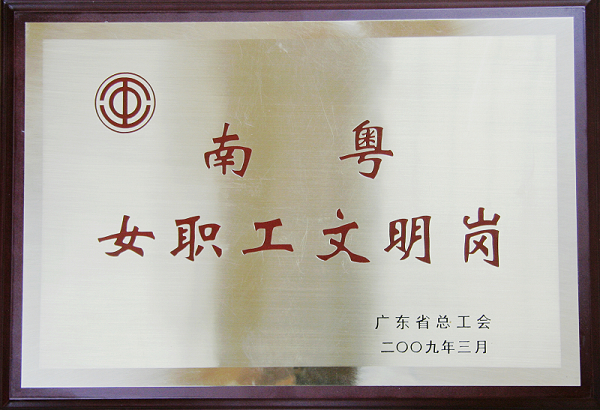 南粤
女职工文明岗
广东省总工会
二〇〇九年三月